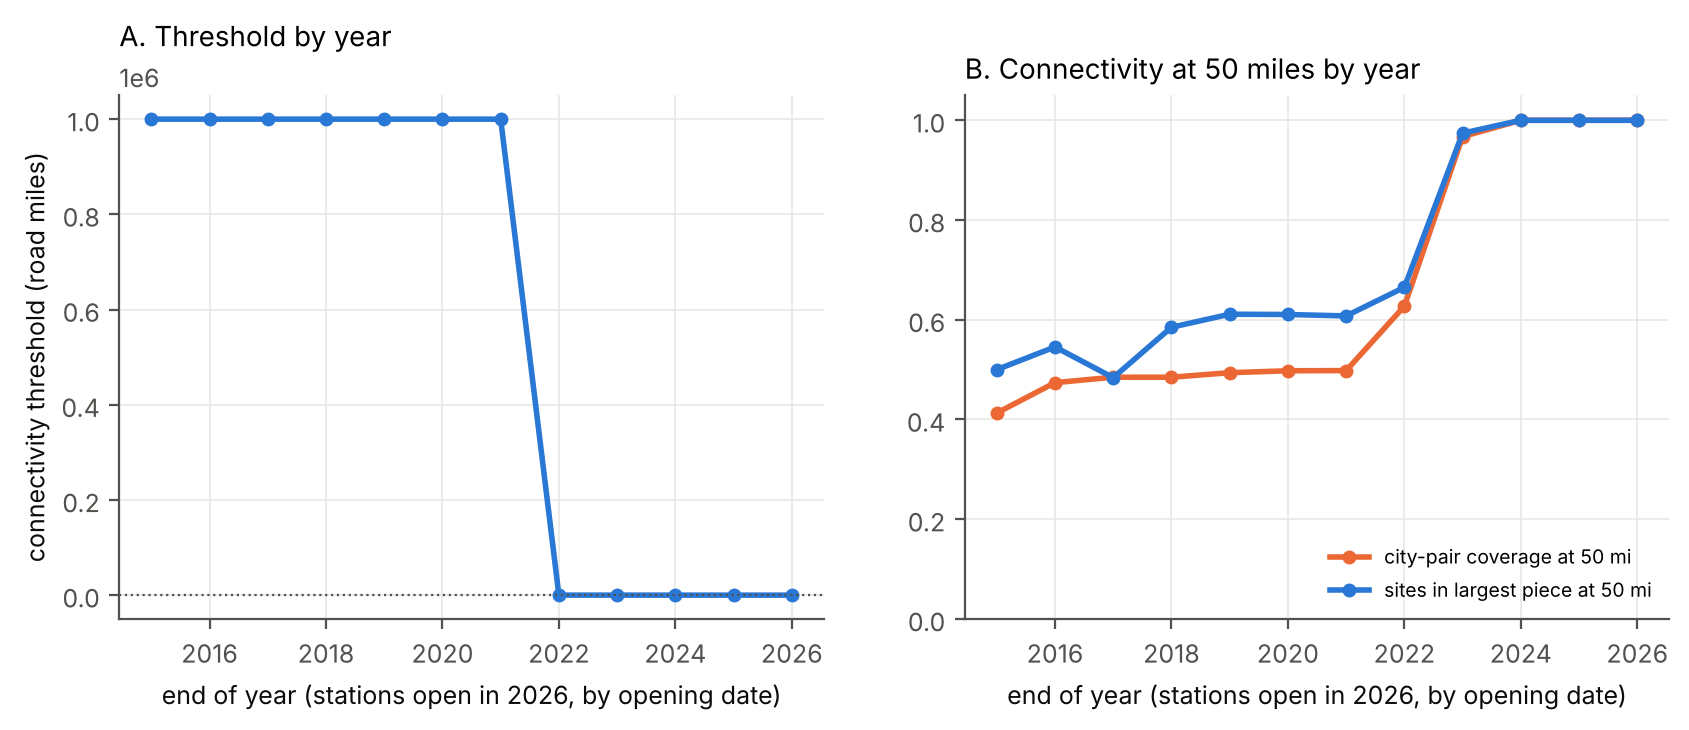 A. Threshold by year
1e6
1.0
0.8
0.6
0.4
0.2
0.0
connectivity threshold (road miles)
2016 2018 2020 2022 2024 2026
end of year (stations open in 2026, by opening date)
B. Connectivity at 50 miles by year
1.0
0.8
0.6
0.4
0.2
0.0
city-pair coverage at 50 mi
sites in largest piece at 50 mi
2016 2018 2020 2022 2024 2026
end of year (stations open in 2026, by opening date)